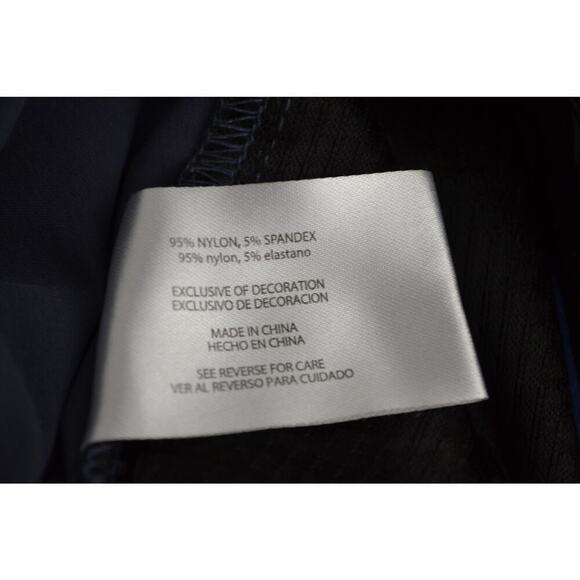 95% NYLON, 5% SPANDEX
95% nylon, 5% elastano
EXCLUSIVE OF DECORATION
EXCLUSIVO DE DECORACION
MADE IN CHINA
HECHO EN CHINA
SEE REVERSE FOR CARE
VER AL REVERSO PARA CUIDADO